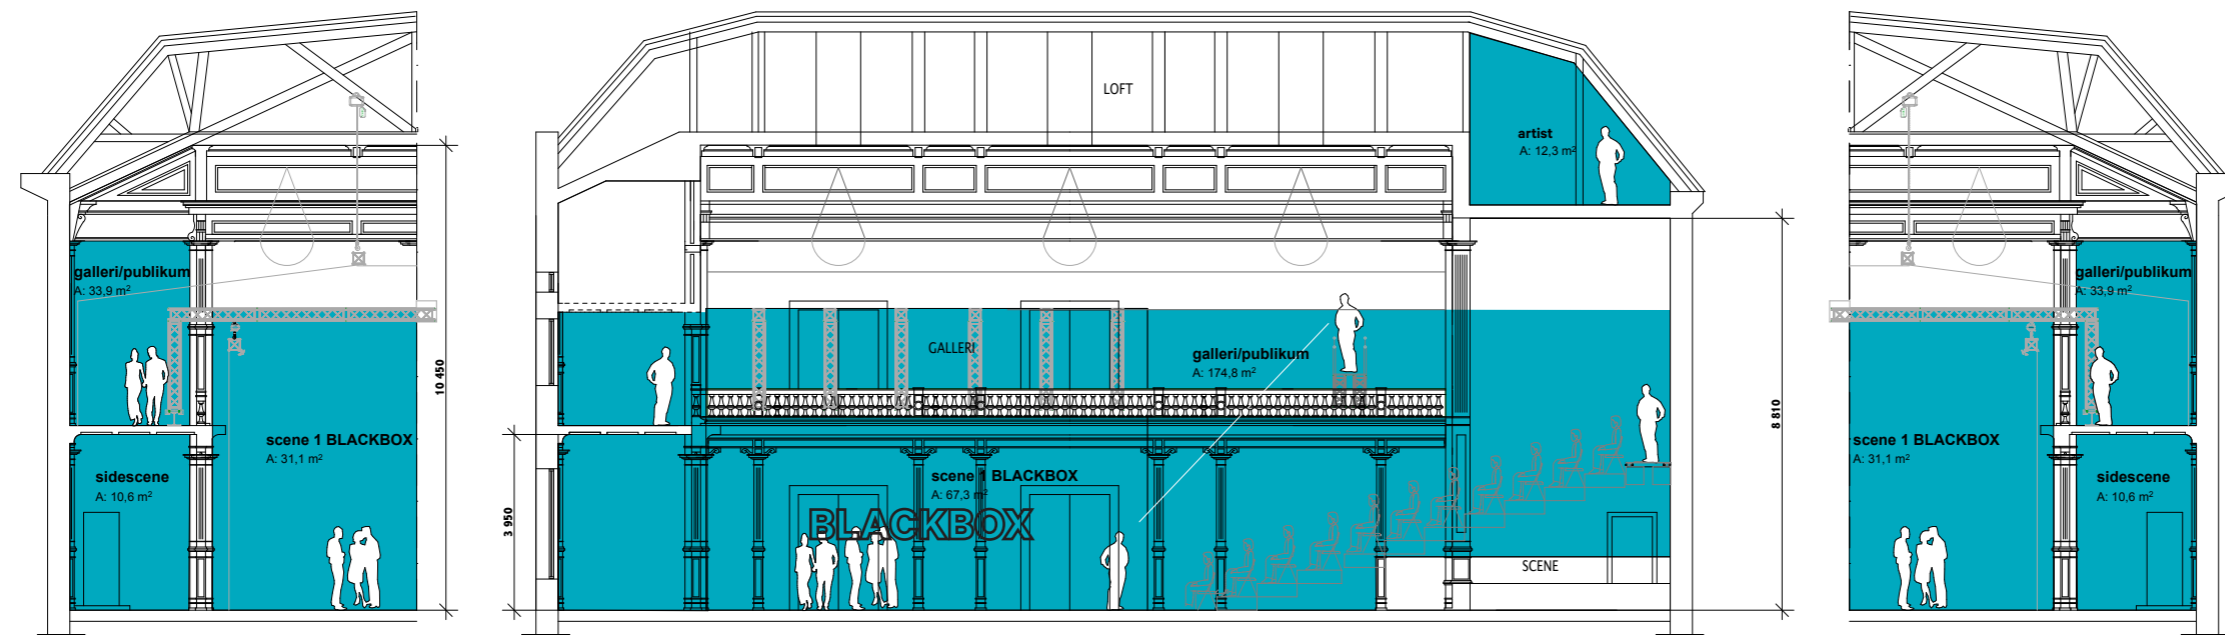 galleri/publikum
A: 33,9 m²
scene 1 BLACKBOX
A: 31,1 m²
sidescene
A: 10,6 m²
10 450
3 950
LOFT
artist
A: 12,3 m²
GALLERI
galleri/publikum
A: 174,8 m²
scene 1 BLACKBOX
A: 67,3 m²
BLACKBOX
SCENE
8 810
galleri/publikum
A: 33,9 m²
scene 1 BLACKBOX
A: 31,1 m²
sidescene
A: 10,6 m²